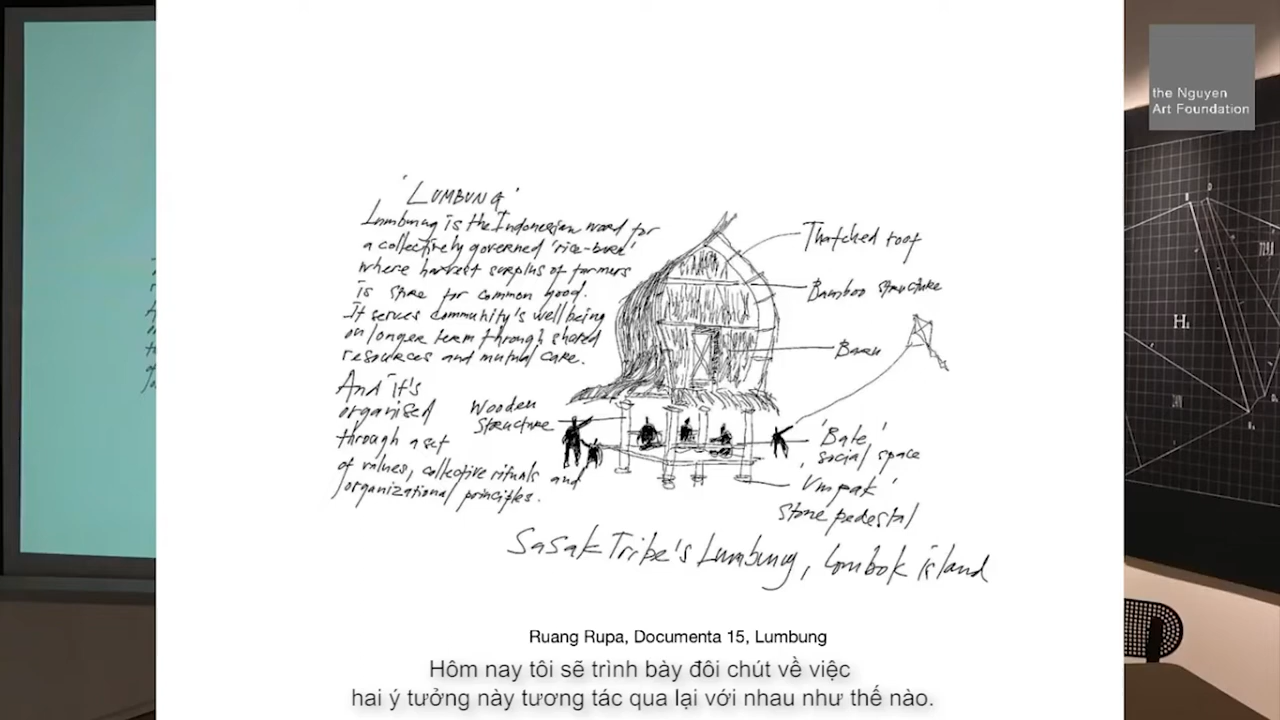 the Nguyen
Art Foundation
'LUMBUNG'
Lumbung is the Indonesian word for
a collectively governed 'rice-barn'
where harvest surplus of farmers
is store for common good.
It serves community's well being
on longer term through shared
resources and mutual care.
And it's
organised
through a set
of values, collective rituals and
organizational principles.
Thatched roof
Bamboo structure
Barn
Wooden
structure
'Bale,'
social space
'Umpak'
stone pedestal
Sasak Tribe's Lumbung, Lombok island
Ruang Rupa, Documenta 15, Lumbung
Hôm nay tôi sẽ trình bày đôi chút về việc
hai ý tưởng này tương tác qua lại với nhau như thế nào.